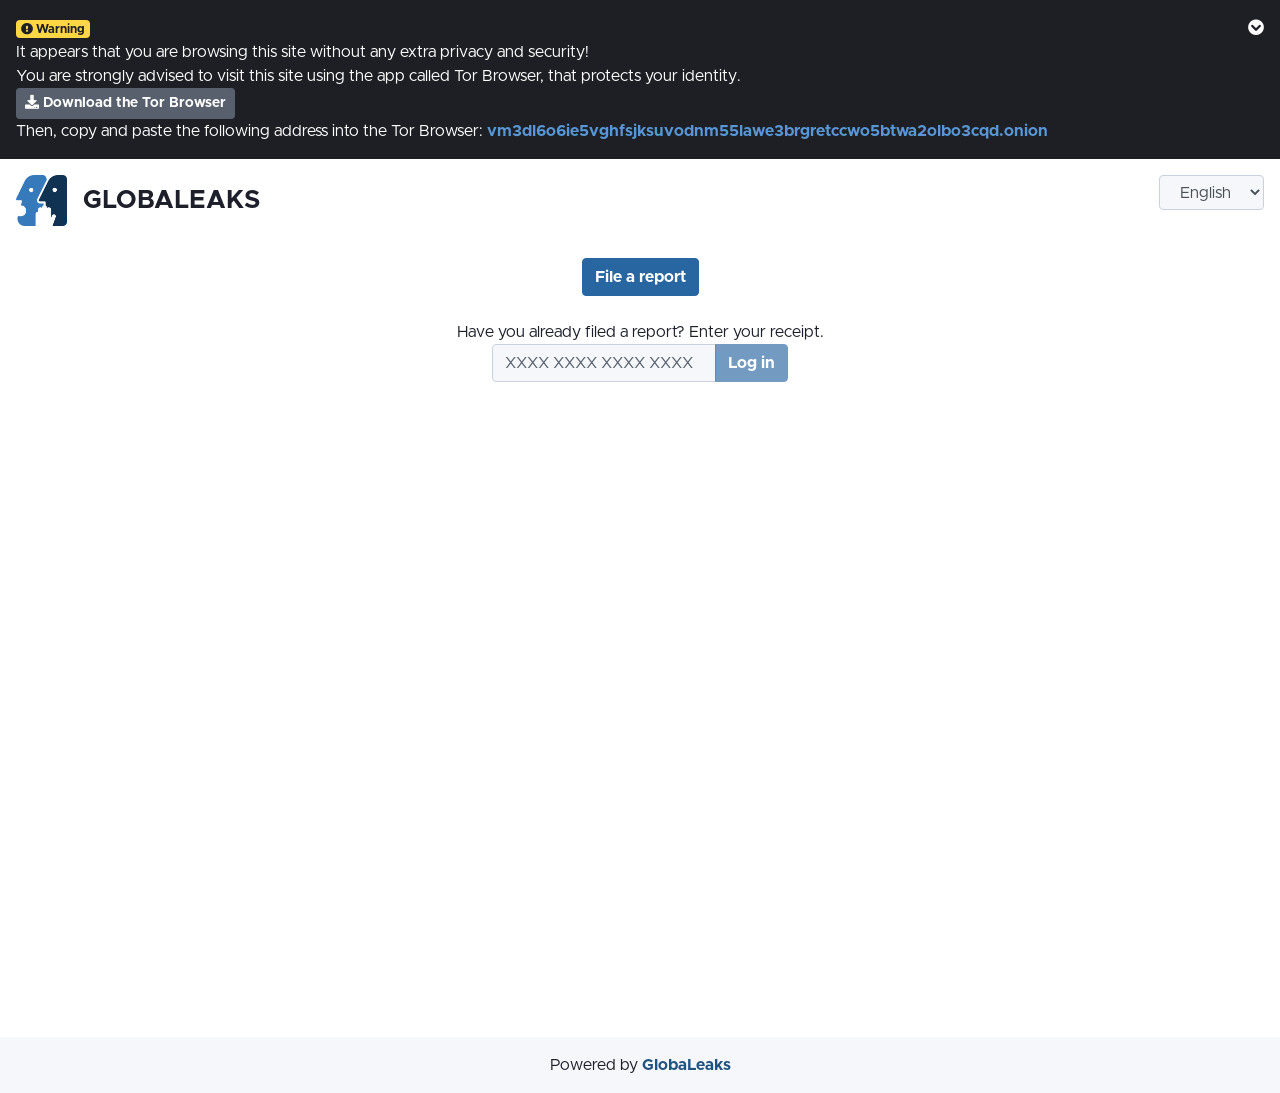 Warning
It appears that you are browsing this site without any extra privacy and security!
You are strongly advised to visit this site using the app called Tor Browser, that protects your identity.
Download the Tor Browser
Then, copy and paste the following address into the Tor Browser: vm3dl6o6ie5vghfsjksuvodnm55lawe3brgretccwo5btwa2olbo3cqd.onion
GLOBALEAKS
English
File a report
Have you already filed a report? Enter your receipt.
XXXX XXXX XXXX XXXX Log in
Powered by GlobaLeaks